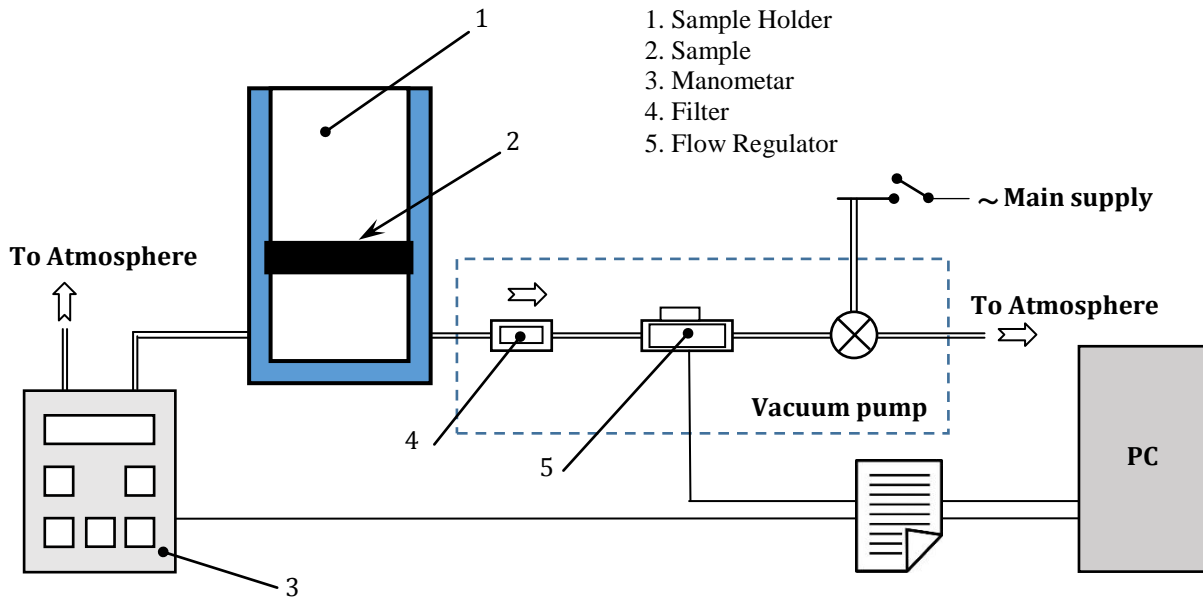 1
1. Sample Holder
2. Sample
3. Manometar
4. Filter
5. Flow Regulator
2
~ Main supply
To Atmosphere
To Atmosphere
Vacuum pump
4
5
PC
3